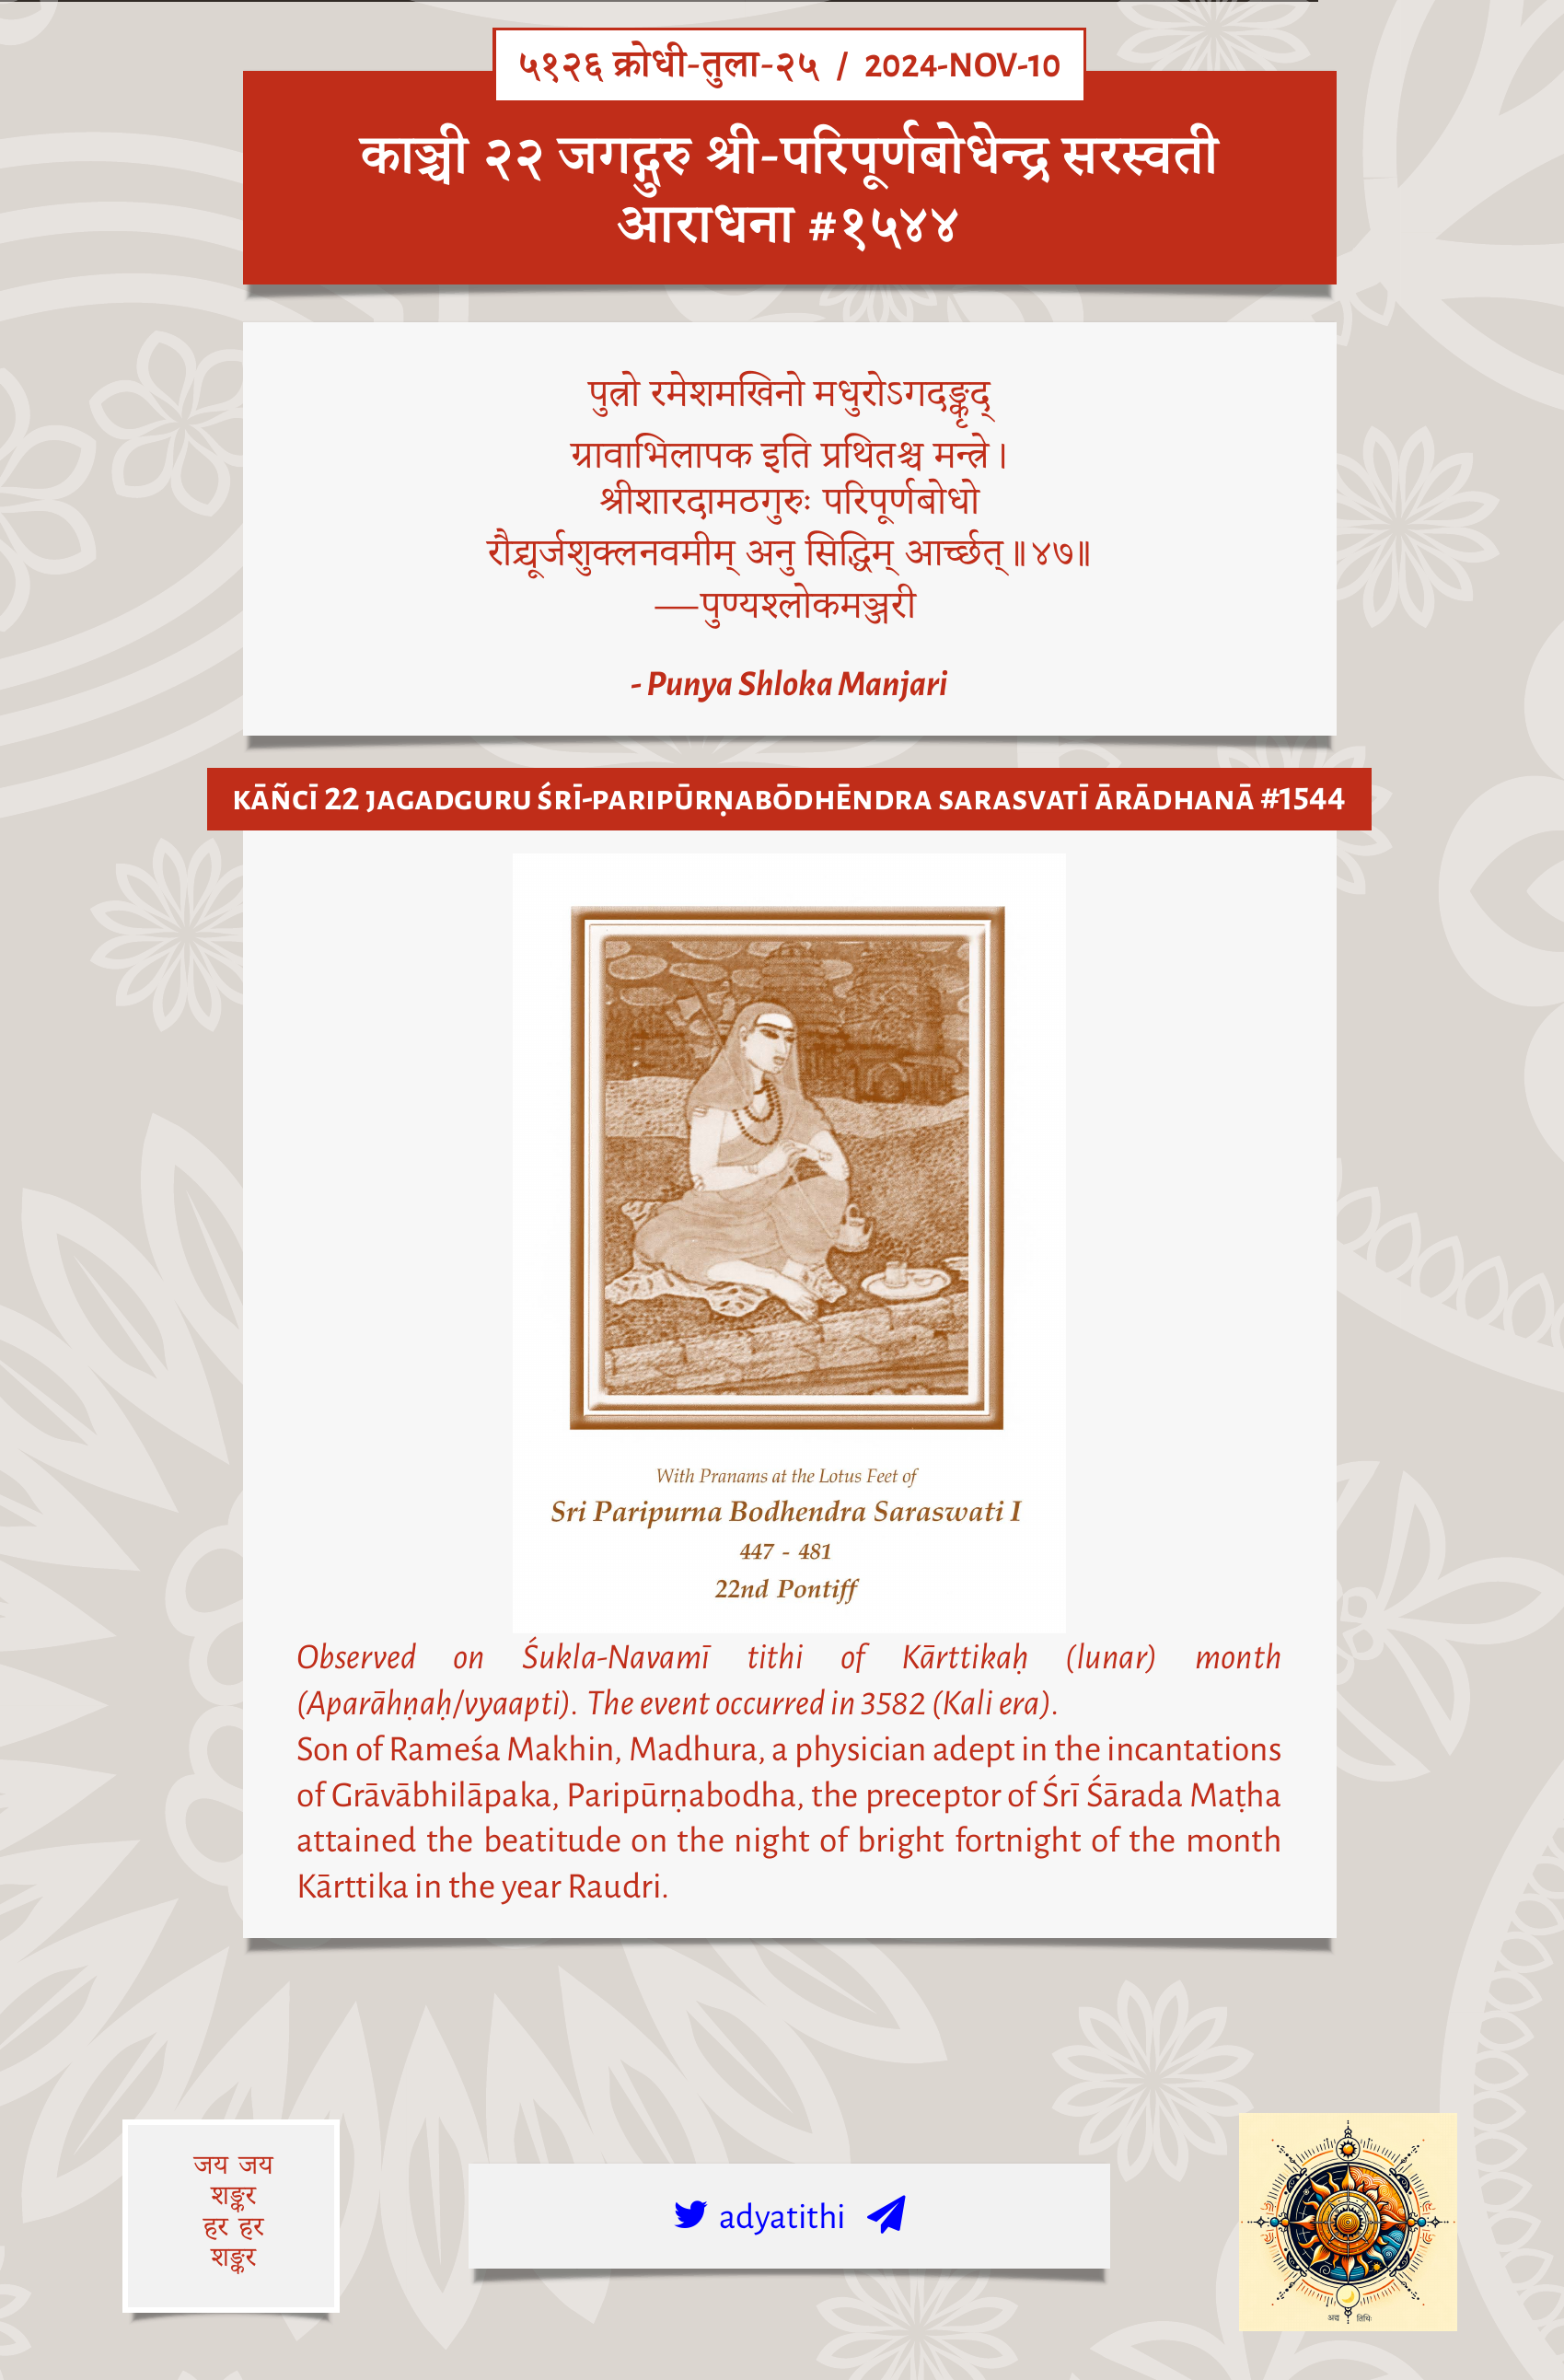 ५१२६ क्रोधी-तुला-२५ / 2024-NOV-10
काञ्ची २२ जगद्गुरु श्री-परिपूर्णबोधेन्द्र सरस्वती
आराधना #१५४४
पुत्रो रमेशमखिनो मधुरोऽगदङ्कृद्
ग्रावाभिलापक इति प्रथितश्च मन्त्रे।
श्रीशारदामठगुरुः परिपूर्णबोधो
रौद्र्यूर्जशुक्लनवमीम् अनु सिद्धिम् आर्च्छत्॥४७॥
—पुण्यश्लोकमञ्जरी
- Punya Shloka Manjari
KĀÑCĪ 22 JAGADGURU ŚRĪ-PARIPŪRṆABŌDHĒNDRA SARASVATĪ ĀRĀDHANĀ #1544
With Pranams at the Lotus Feet of
Sri Paripurna Bodhendra Saraswati I
447 - 481
22nd Pontiff
Observed on Śukla-Navamī tithi of Kārttikaḥ (lunar) month
(Aparāhṇaḥ/vyaapti). The event occurred in 3582 (Kali era).
Son of Rameśa Makhin, Madhura, a physician adept in the incantations
of Grāvābhilāpaka, Paripūrṇabodha, the preceptor of Śrī Śārada Maṭha
attained the beatitude on the night of bright fortnight of the month
Kārttika in the year Raudri.
जय जय
शङ्कर
हर हर
शङ्कर
adyatithi
अद्य तिथिः